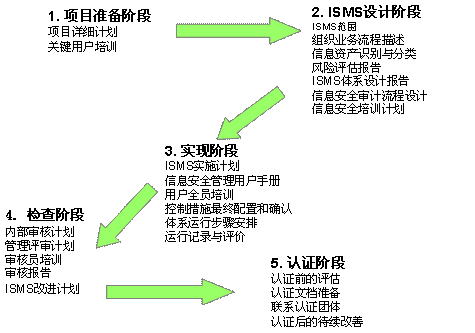 1. 项目准备阶段
项目详细计划
关键用户培训
2. ISMS设计阶段
ISMS范围
组织业务流程描述
信息资产识别与分类
风险评估报告
ISMS体系设计报告
信息安全审计流程设计
信息安全培训计划
3. 实现阶段
ISMS实施计划
信息安全管理用户手册
用户全员培训
控制措施最终配置和确认
体系运行步骤安排
运行记录与评价
4. 检查阶段
内部审核计划
管理评审计划
审核员培训
审核报告
ISMS改进计划
5. 认证阶段
认证前的评估
认证文档准备
联系认证团体
认证后的待续改善